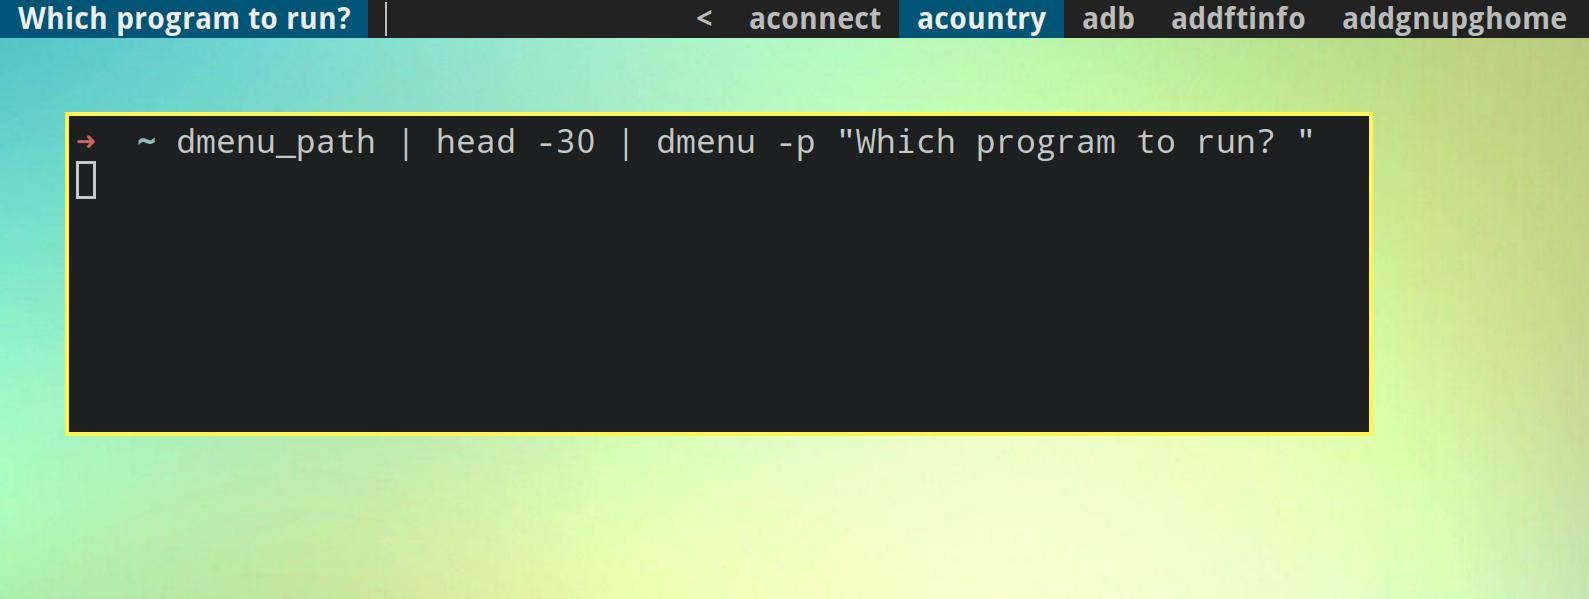 Which program to run? < aconnect acountry adb addftinfo addgnupghome
➜ ~ dmenu_path | head -30 | dmenu -p "Which program to run? "